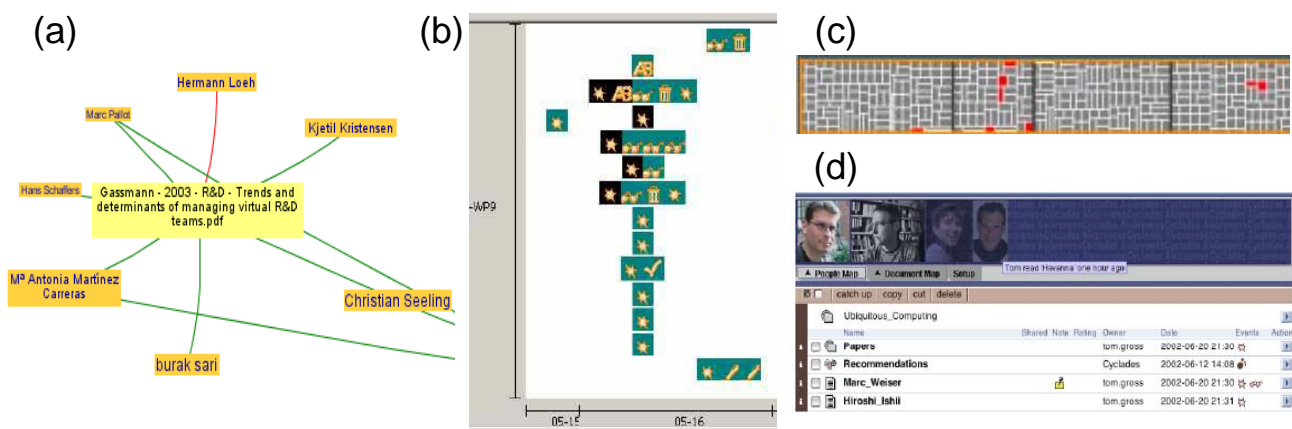 (a)
Hermann Loeh
Marc Pallot
Kjetil Kristensen
Hans Schaffers
Gassmann - 2003 - R&D - Trends and
determinants of managing virtual R&D
teams.pdf
Mª Antonia Martinez
Carreras
Christian Seeling
burak sari
(b)
-WP9
05-15
05-16
(c)
(d)
Tom read 'Havanna' one hour ago
People Map
Document Map
Setup
catch up copy cut delete
Ubiquitous_Computing
Name Shared Note Rating Owner Date Events Action
Papers tom.gross 2002-06-20 21:30
Recommendations Cyclades 2002-06-12 14:08
Marc_Weiser tom.gross 2002-06-20 21:30
Hiroshi_Ishii tom.gross 2002-06-20 21:31